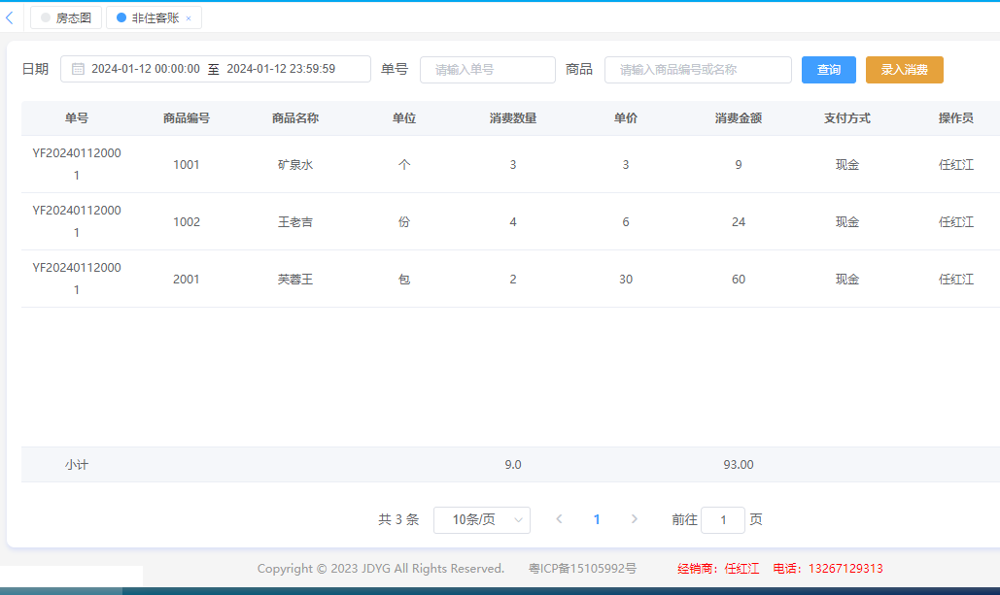 房态图 非住客账 ×
日期 2024-01-12 00:00:00 至 2024-01-12 23:59:59 单号 请输入单号 商品 请输入商品编号或名称 查询 录入消费
单号 商品编号 商品名称 单位 消费数量 单价 消费金额 支付方式 操作员
YF202401120001 1001 矿泉水 个 3 3 9 现金 任红江
YF202401120001 1002 王老吉 份 4 6 24 现金 任红江
YF202401120001 2001 芙蓉王 包 2 30 60 现金 任红江
小计 9.0 93.00
共 3 条 10条/页 1 前往 1 页
Copyright © 2023 JDYG All Rights Reserved. 粤ICP备15105992号 经销商：任红江 电话：13267129313